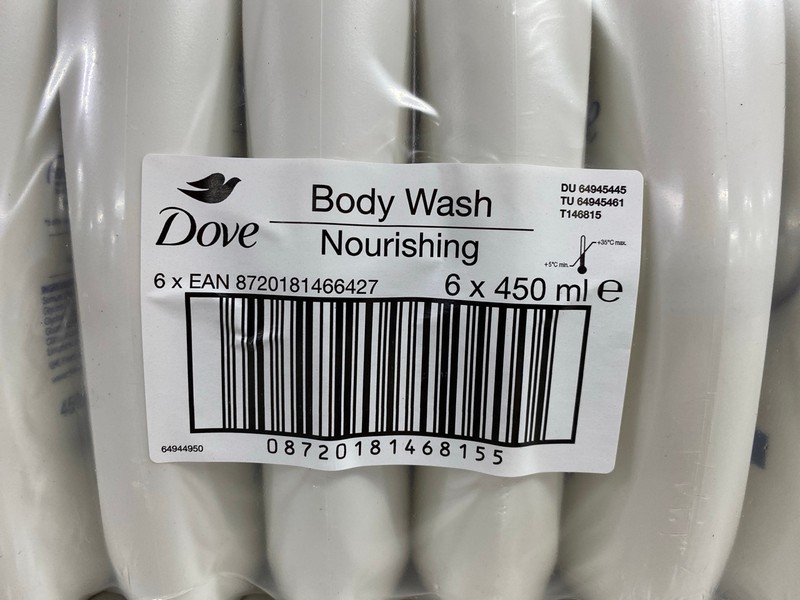 Dove
Body Wash
Nourishing
DU 64945445
TU 64945461
T146815
+35°C max.
+5°C min.
6 x EAN 8720181466427
6 x 450 ml ℮
64944950
08720181468155